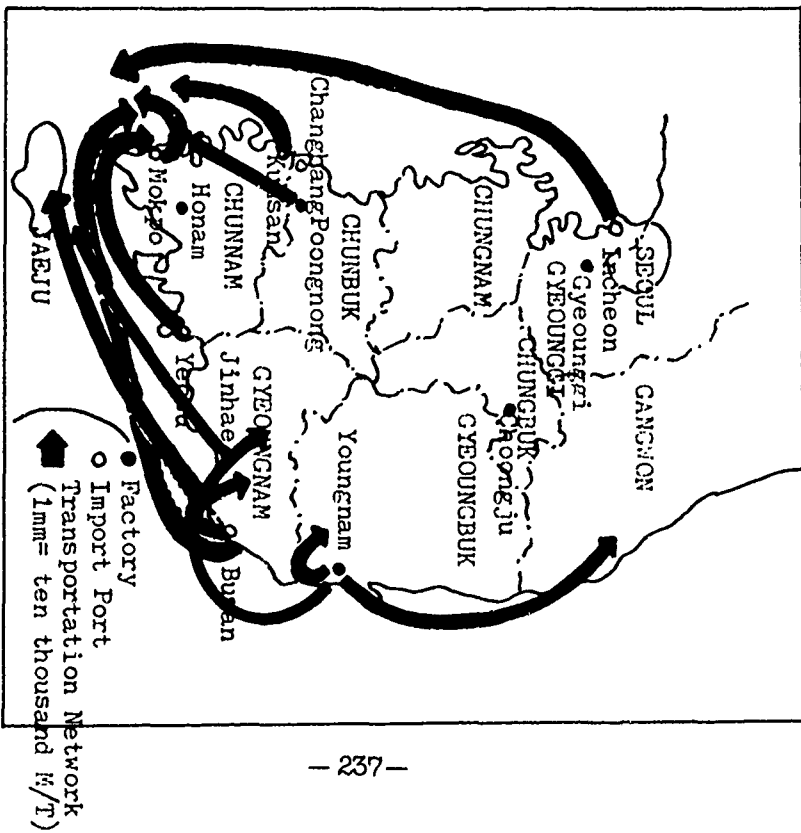 SEOUL
Incheon
Gyeounggi
GYEOUNGGI
GANGWON
CHUNGNAM
CHUNGBUK
Choongju
GYEOUNGBUK
Changhang
Poongnong
Kunsan
CHUNBUK
CHUNNAM
Honam
Mokpo
Yeosu
Jinhae
GYEOUNGNAM
Youngnam
Busan
JAEJU
Factory
Import Port
Transportation Network
(1mm= ten thousand M/T)
— 237—